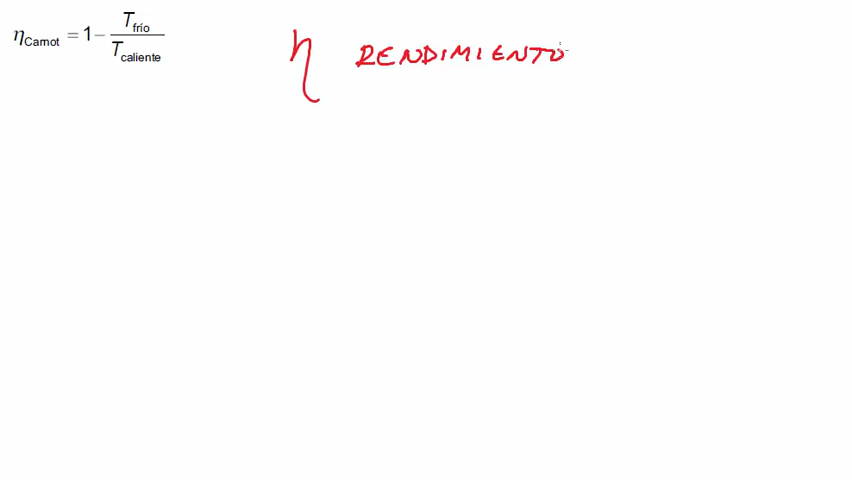 η_Carnot = 1 − T_frío / T_caliente
η RENDIMIENTO